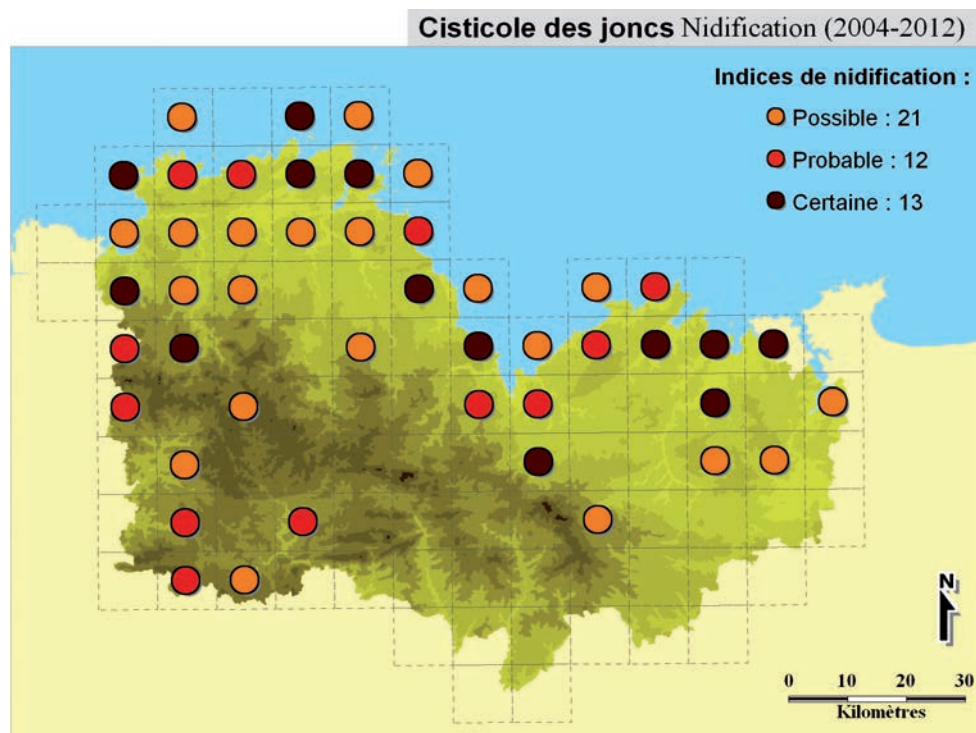 Cisticole des joncs Nidification (2004-2012)
Indices de nidification :
Possible : 21
Probable : 12
Certaine : 13
N
0 10 20 30
Kilomètres